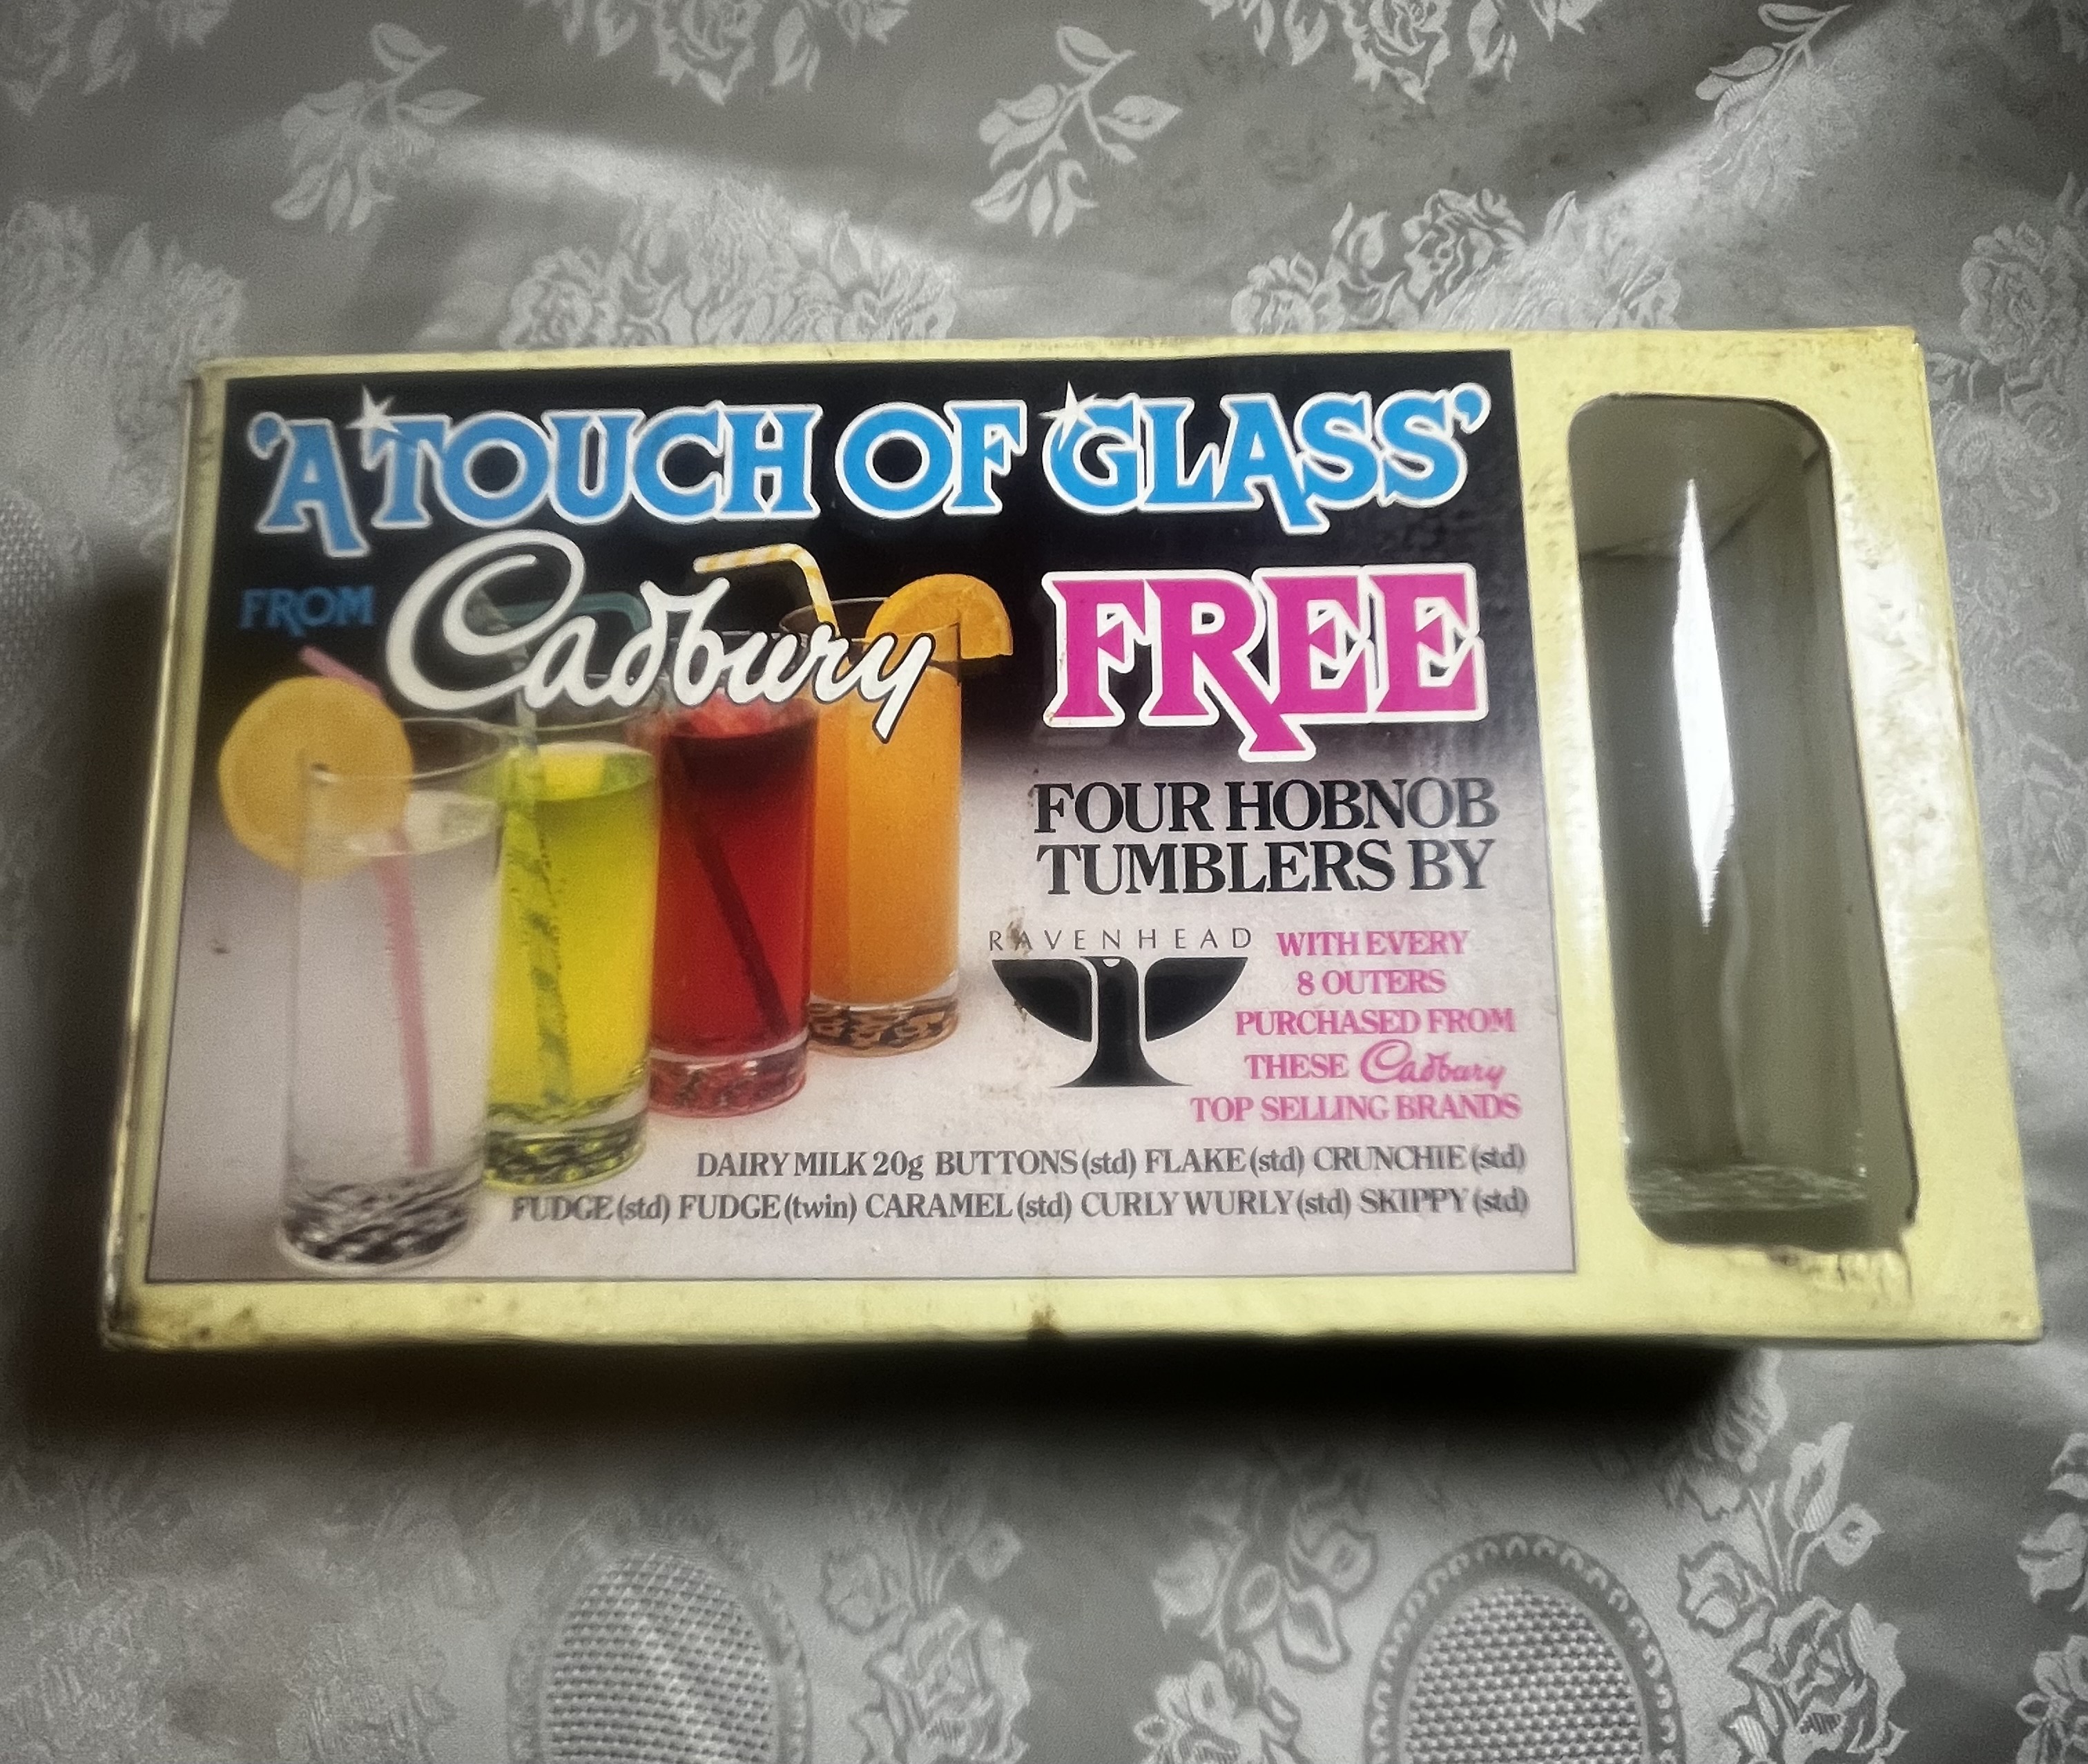 'A TOUCH OF GLASS'
FROM Cadbury FREE
FOUR HOBNOB
TUMBLERS BY
RAVENHEAD
WITH EVERY
8 OUTERS
PURCHASED FROM
THESE Cadbury
TOP SELLING BRANDS
DAIRY MILK 20g BUTTONS (std) FLAKE (std) CRUNCHIE (std)
FUDGE (std) FUDGE (twin) CARAMEL (std) CURLY WURLY (std) SKIPPY (std)